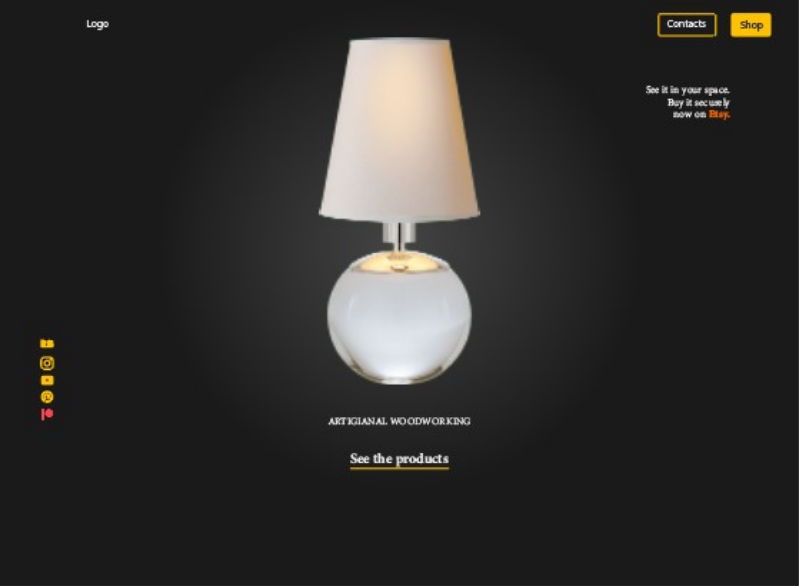 Logo
Contacts
Shop
See it in your space.
Buy it securely
now on Etsy.
ARTIGIANAL WOODWORKING
See the products